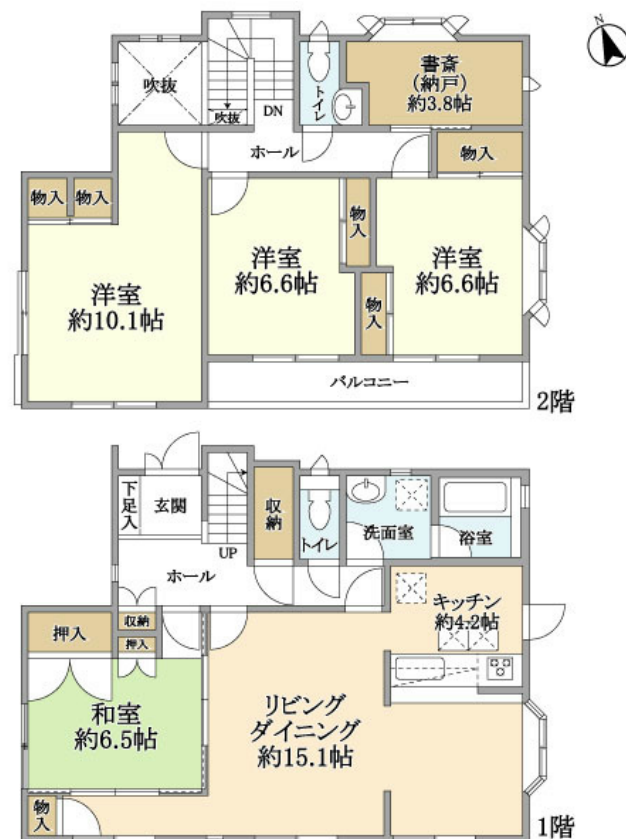 N
吹抜
吹抜
DN
トイレ
書斎
(納戸)
約3.8帖
ホール
物入
物入
物入
洋室
約10.1帖
洋室
約6.6帖
物入
物入
洋室
約6.6帖
バルコニー
2階
下足入
玄関
UP
収納
トイレ
洗面室
浴室
ホール
キッチン
約4.2帖
押入
収納
押入
和室
約6.5帖
リビング
ダイニング
約15.1帖
物入
1階